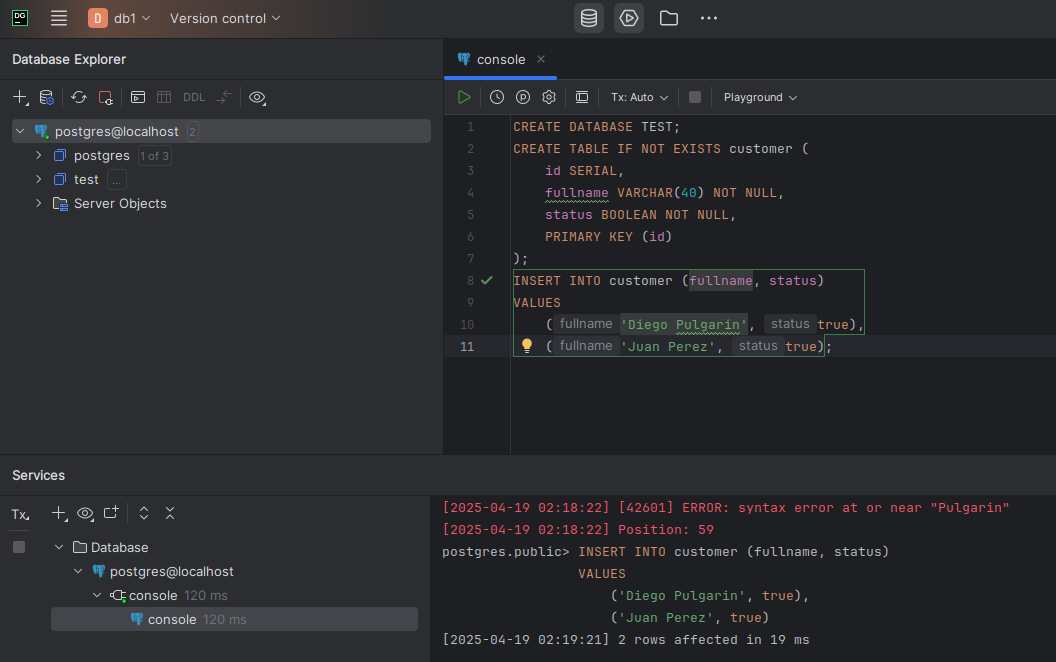 DG
D db1 Version control
Database Explorer
DDL
postgres@localhost 2
postgres 1 of 3
test ...
Server Objects
console
Tx: Auto Playground
1 CREATE DATABASE TEST;
2 CREATE TABLE IF NOT EXISTS customer (
3 id SERIAL,
4 fullname VARCHAR(40) NOT NULL,
5 status BOOLEAN NOT NULL,
6 PRIMARY KEY (id)
7 );
8 INSERT INTO customer (fullname, status)
9 VALUES
10 ( fullname 'Diego Pulgarin', status true),
11 ( fullname 'Juan Perez', status true);
Services
Tx
Database
postgres@localhost
console 120 ms
console 120 ms
[2025-04-19 02:18:22] [42601] ERROR: syntax error at or near "Pulgarin"
[2025-04-19 02:18:22] Position: 59
postgres.public> INSERT INTO customer (fullname, status)
VALUES
('Diego Pulgarin', true),
('Juan Perez', true)
[2025-04-19 02:19:21] 2 rows affected in 19 ms